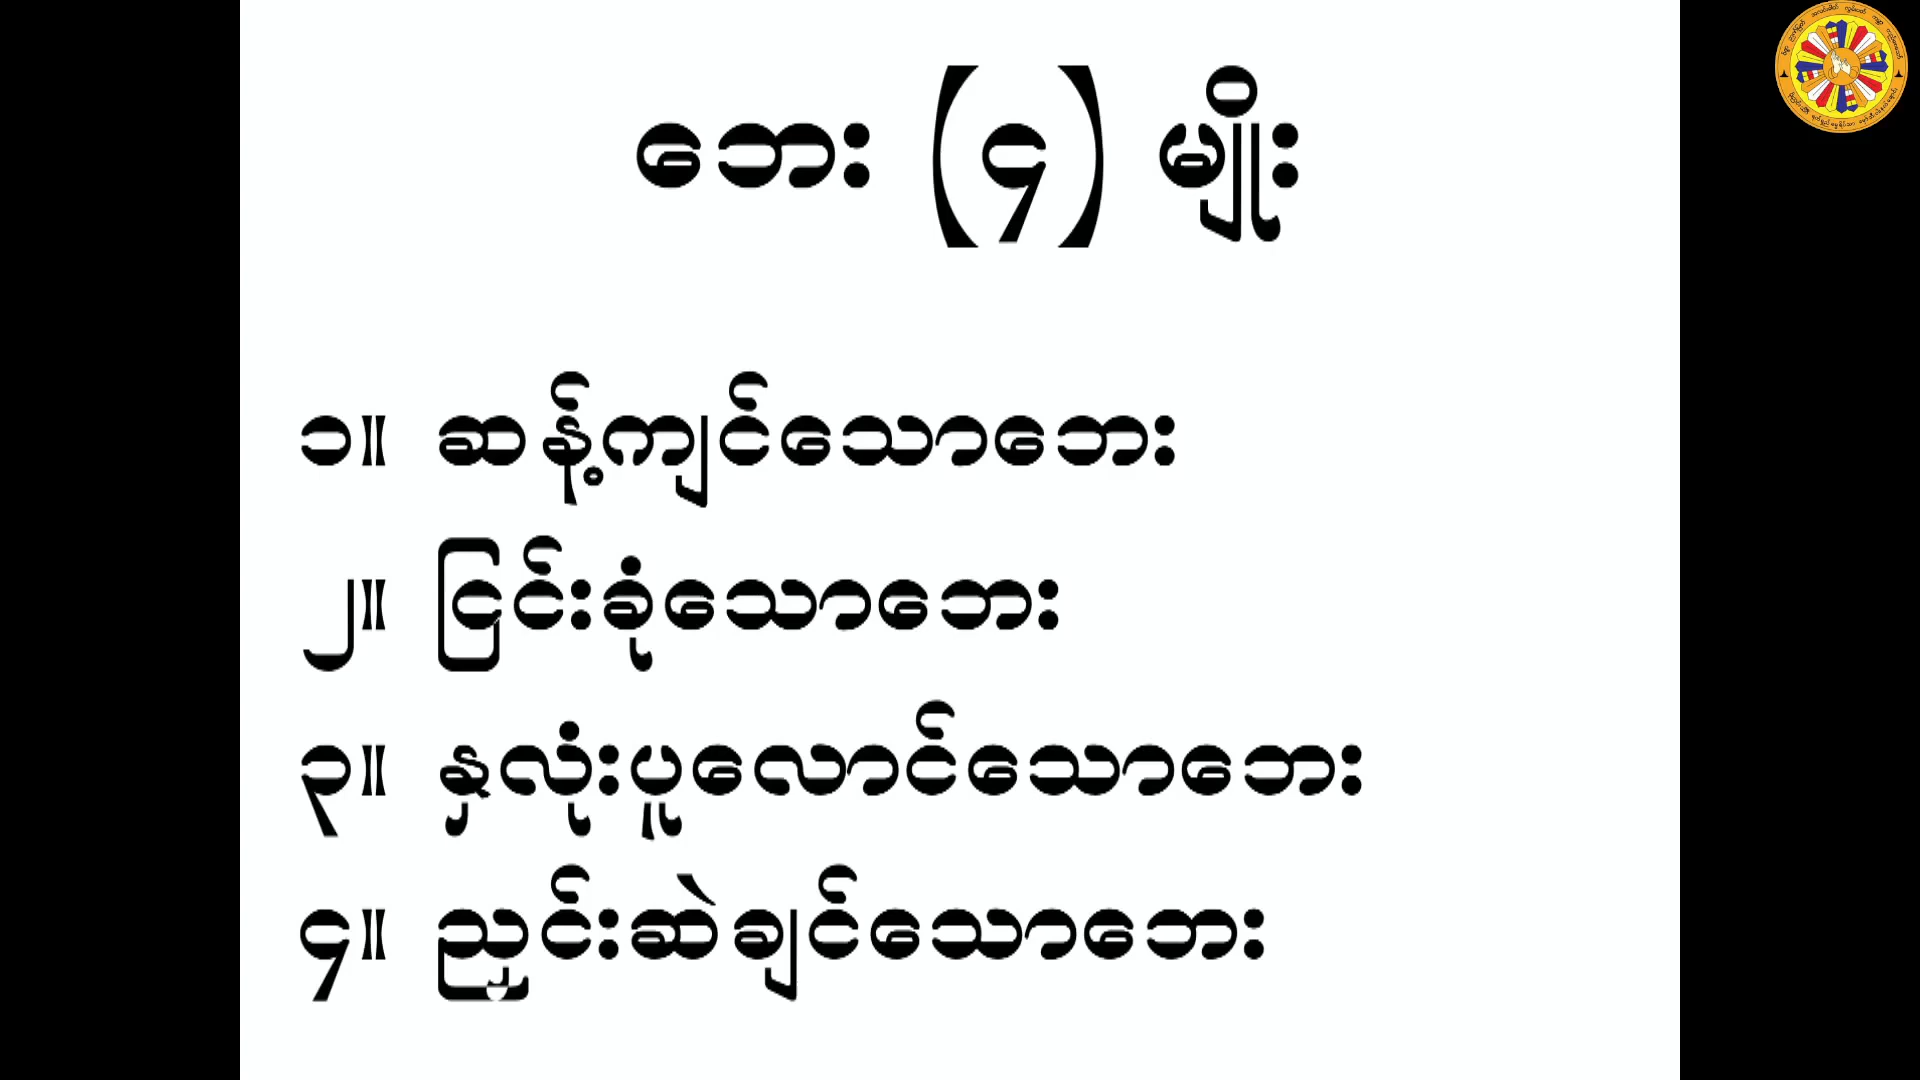 ဘေး (၄) မျိုး
၁။ ဆန့်ကျင်သောဘေး
၂။ ငြင်းခုံသောဘေး
၃။ နှလုံးပူလောင်သောဘေး
၄။ ညှင်းဆဲချင်သောဘေး